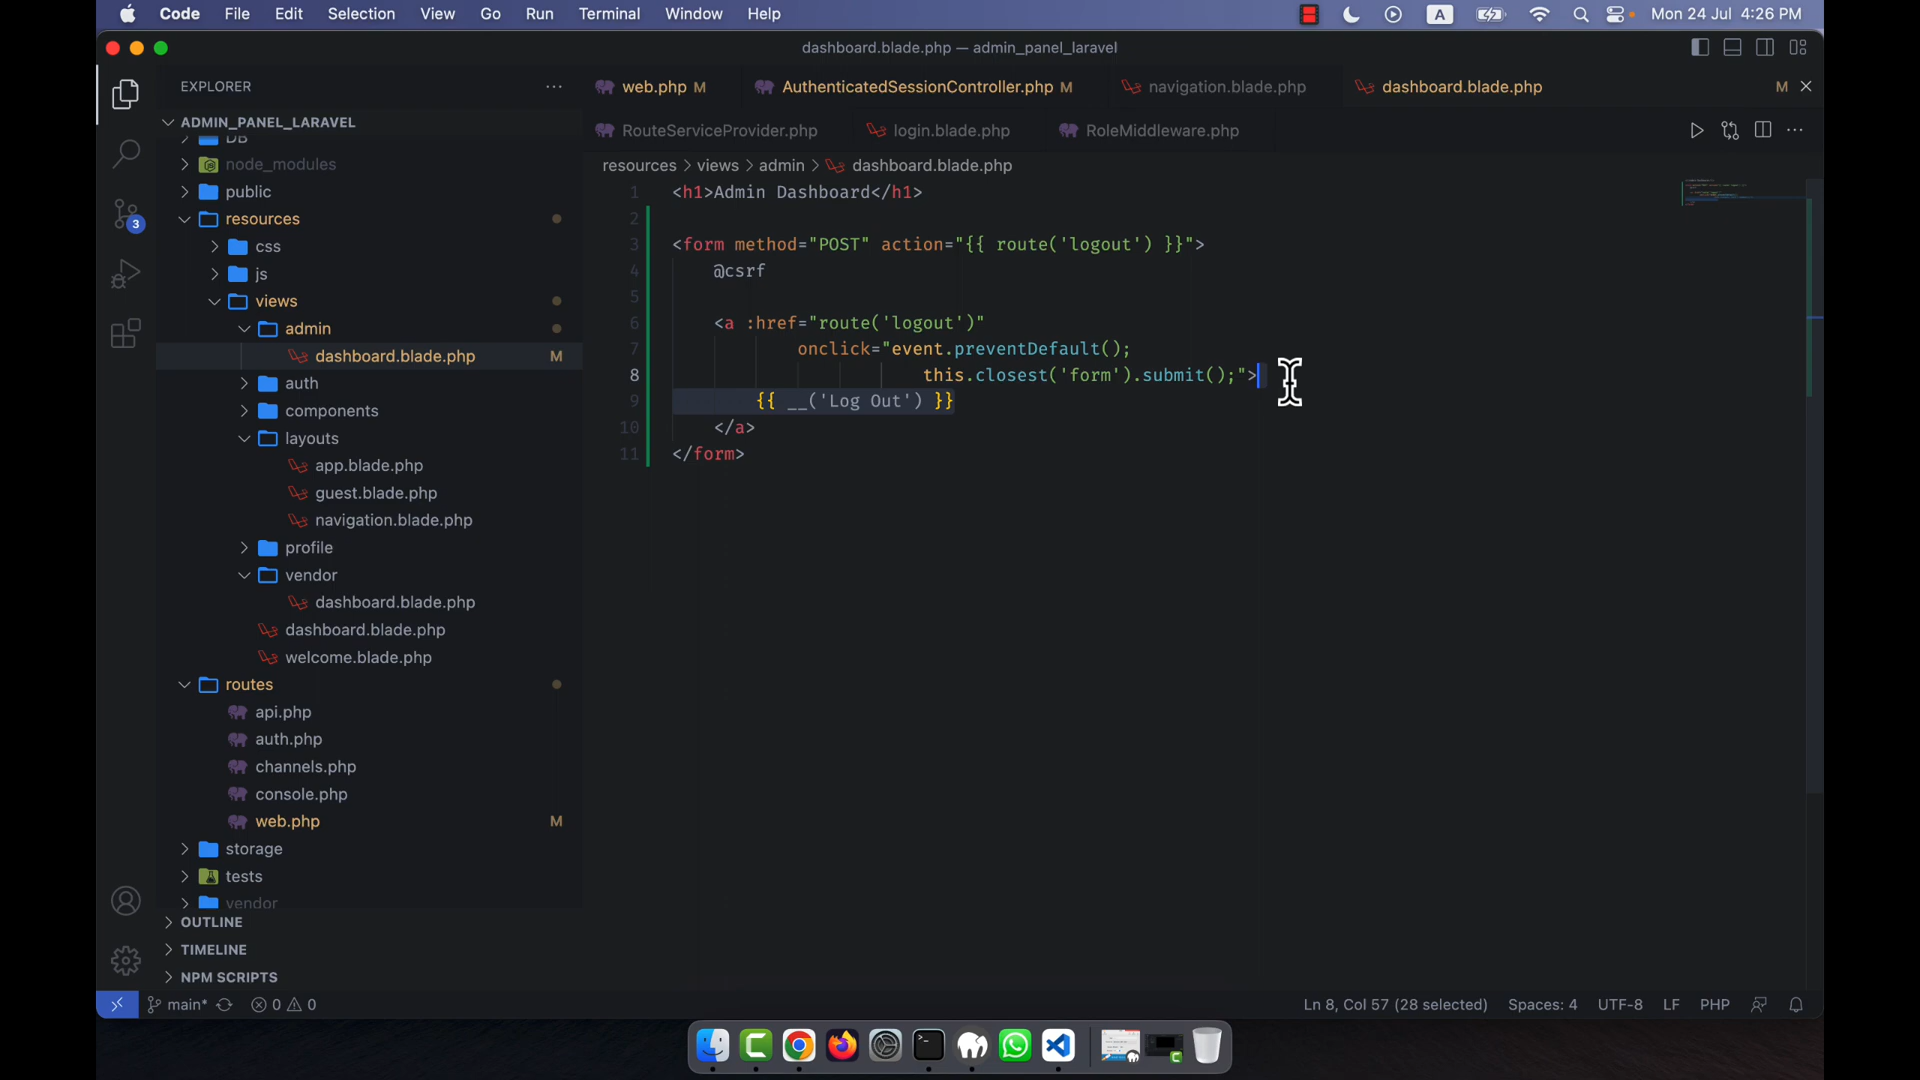 Code File Edit Selection View Go Run Terminal Window Help
A
Mon 24 Jul 4:26 PM
dashboard.blade.php — admin_panel_laravel
EXPLORER
web.php M
AuthenticatedSessionController.php M
navigation.blade.php
dashboard.blade.php M
RouteServiceProvider.php
login.blade.php
RoleMiddleware.php
ADMIN_PANEL_LARAVEL
DB
node_modules
public
resources
css
js
views
admin
dashboard.blade.php M
auth
components
layouts
app.blade.php
guest.blade.php
navigation.blade.php
profile
vendor
dashboard.blade.php
dashboard.blade.php
welcome.blade.php
routes
api.php
auth.php
channels.php
console.php
web.php M
storage
tests
vendor
OUTLINE
TIMELINE
NPM SCRIPTS
3
resources > views > admin > dashboard.blade.php
1 <h1>Admin Dashboard</h1>
2
3 <form method="POST" action="{{ route('logout') }}">
4 @csrf
5
6 <a :href="route('logout')"
7 onclick="event.preventDefault();
8 this.closest('form').submit();">
9 {{ __('Log Out') }}
10 </a>
11 </form>
main* 0 0
Ln 8, Col 57 (28 selected) Spaces: 4 UTF-8 LF PHP